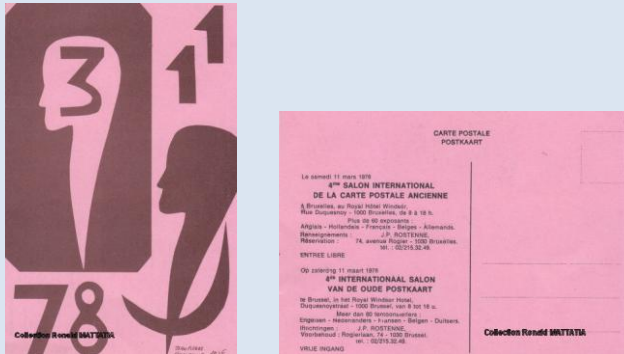 3
11
1
78
Collection Ronald MATTATIA
CARTE POSTALE
POSTKAART
Le samedi 11 mars 1978
4me SALON INTERNATIONAL
DE LA CARTE POSTALE ANCIENNE
A Bruxelles, au Royal Hôtel Windsor,
Rue Duquesnoy - 1000 Bruxelles, de 9 à 18 h.
Plus de 60 exposants :
Anglais - Hollandais - Français - Belges - Allemands.
Renseignements : J.P. ROSTENNE,
Réservation : 74, avenue Rogier - 1030 Bruxelles.
tél. : 02/215.32.46
ENTREE LIBRE
Op zaterdag 11 maart 1978
4de INTERNATIONAAL SALON
VAN DE OUDE POSTKAART
te Brussel, in het Royal Windsor Hotel,
Duquesnoystraat - 1000 Brussel, van 9 tot 18 u.
Meer dan 60 tentoonstellers :
Engelsen - Nederlanders - Fransen - Belgen - Duitsers.
Inlichtingen : J.P. ROSTENNE,
Voorbehoud : Rogierlaan, 74 - 1030 Brussel.
tel. : 02/215.32.46
VRIJE INGANG
Collection Ronald MATTATIA